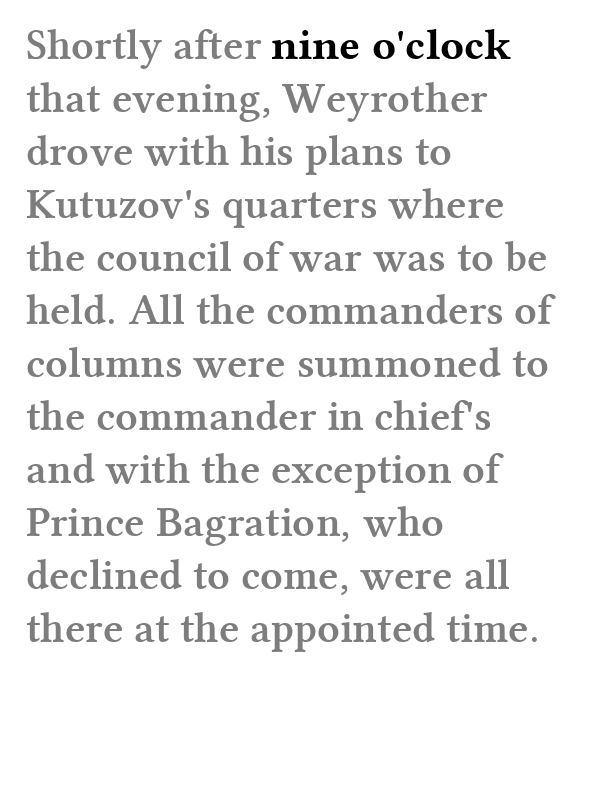 Shortly after nine o'clock
that evening, Weyrother
drove with his plans to
Kutuzov's quarters where
the council of war was to be
held. All the commanders of
columns were summoned to
the commander in chief's
and with the exception of
Prince Bagration, who
declined to come, were all
there at the appointed time.